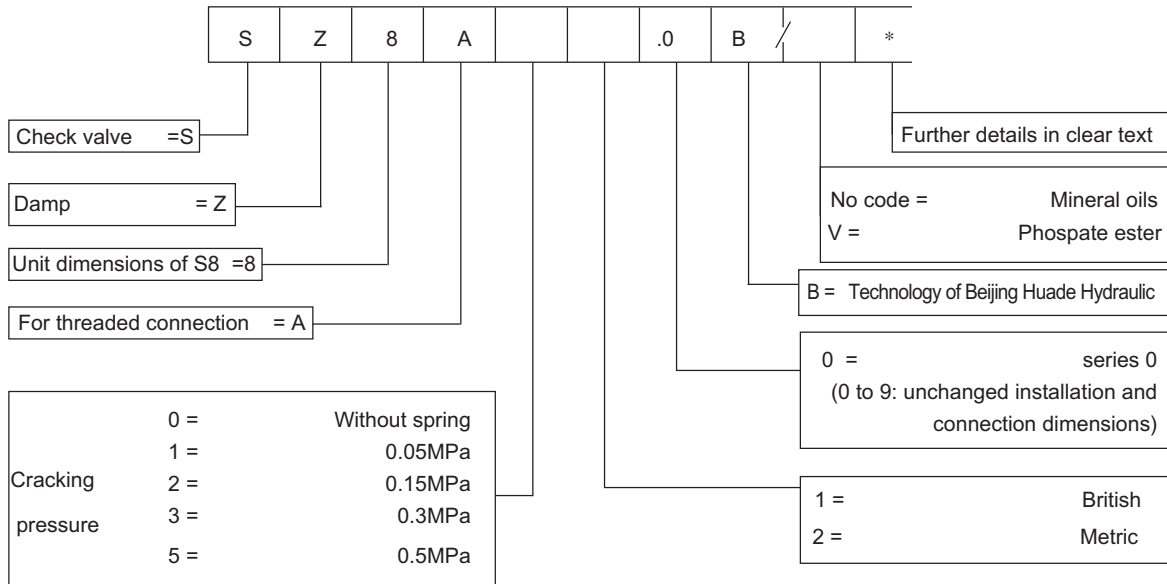 S Z 8 A .0 B / *
Check valve =S
Damp = Z
Unit dimensions of S8 =8
For threaded connection = A
Cracking pressure
0 = Without spring
1 = 0.05MPa
2 = 0.15MPa
3 = 0.3MPa
5 = 0.5MPa
Further details in clear text
No code = Mineral oils
V = Phospate ester
B = Technology of Beijing Huade Hydraulic
0 = series 0
(0 to 9: unchanged installation and
connection dimensions)
1 = British
2 = Metric